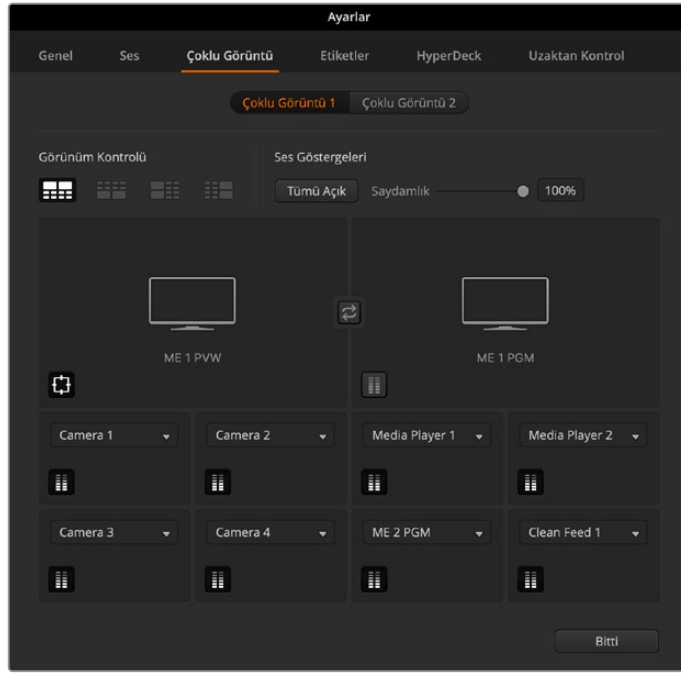 Ayarlar
Genel Ses Çoklu Görüntü Etiketler HyperDeck Uzaktan Kontrol
Çoklu Görüntü 1 Çoklu Görüntü 2
Görünüm Kontrolü Ses Göstergeleri
Tümü Açık Saydamlık 100%
ME 1 PVW ME 1 PGM
Camera 1 Camera 2 Media Player 1 Media Player 2
Camera 3 Camera 4 ME 2 PGM Clean Feed 1
Bitti